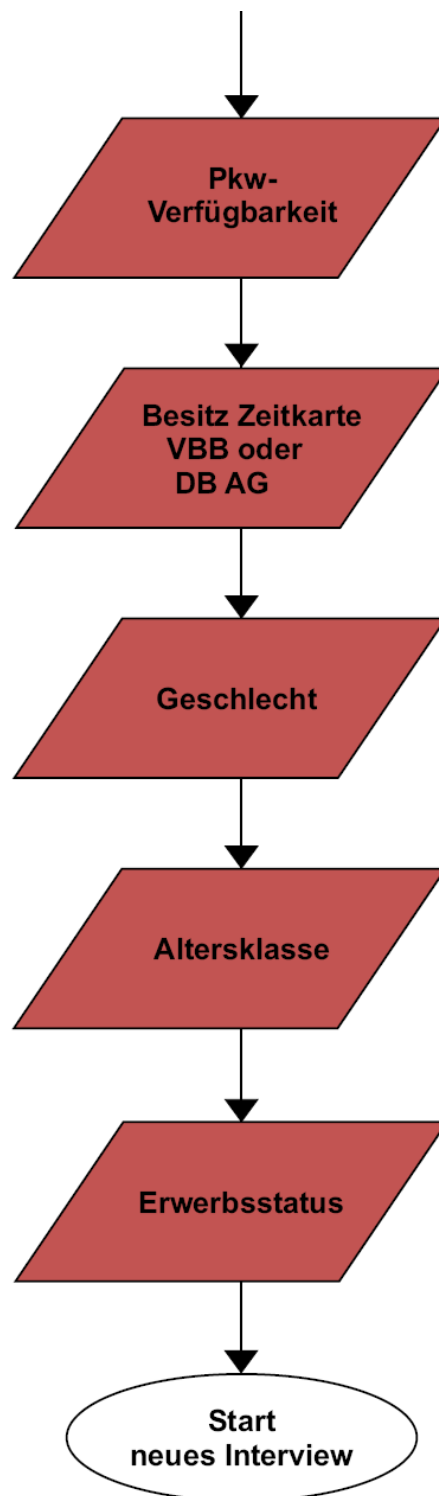 Pkw-
Verfügbarkeit
Besitz Zeitkarte
VBB oder
DB AG
Geschlecht
Altersklasse
Erwerbsstatus
Start
neues Interview